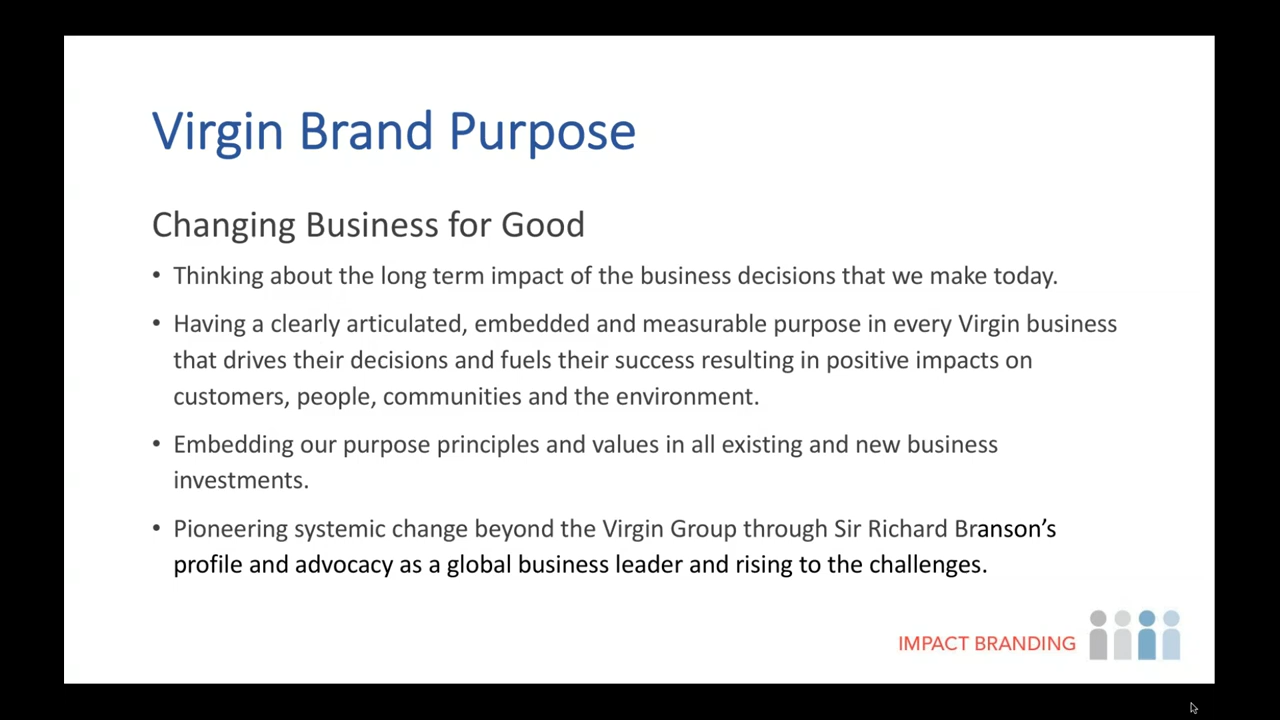 Virgin Brand Purpose
Changing Business for Good
• Thinking about the long term impact of the business decisions that we make today.
• Having a clearly articulated, embedded and measurable purpose in every Virgin business
that drives their decisions and fuels their success resulting in positive impacts on
customers, people, communities and the environment.
• Embedding our purpose principles and values in all existing and new business
investments.
• Pioneering systemic change beyond the Virgin Group through Sir Richard Branson’s
profile and advocacy as a global business leader and rising to the challenges.
IMPACT BRANDING